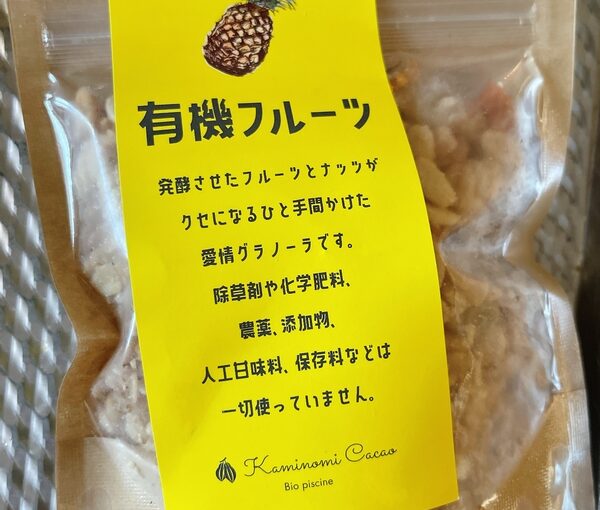 有機フルーツ
発酵させたフルーツとナッツが
クセになるひと手間かけた
愛情グラノーラです。
除草剤や化学肥料、
農薬、添加物、
人工甘味料、保存料などは
一切使っていません。
Kaminomi Cacao
Bio piscine